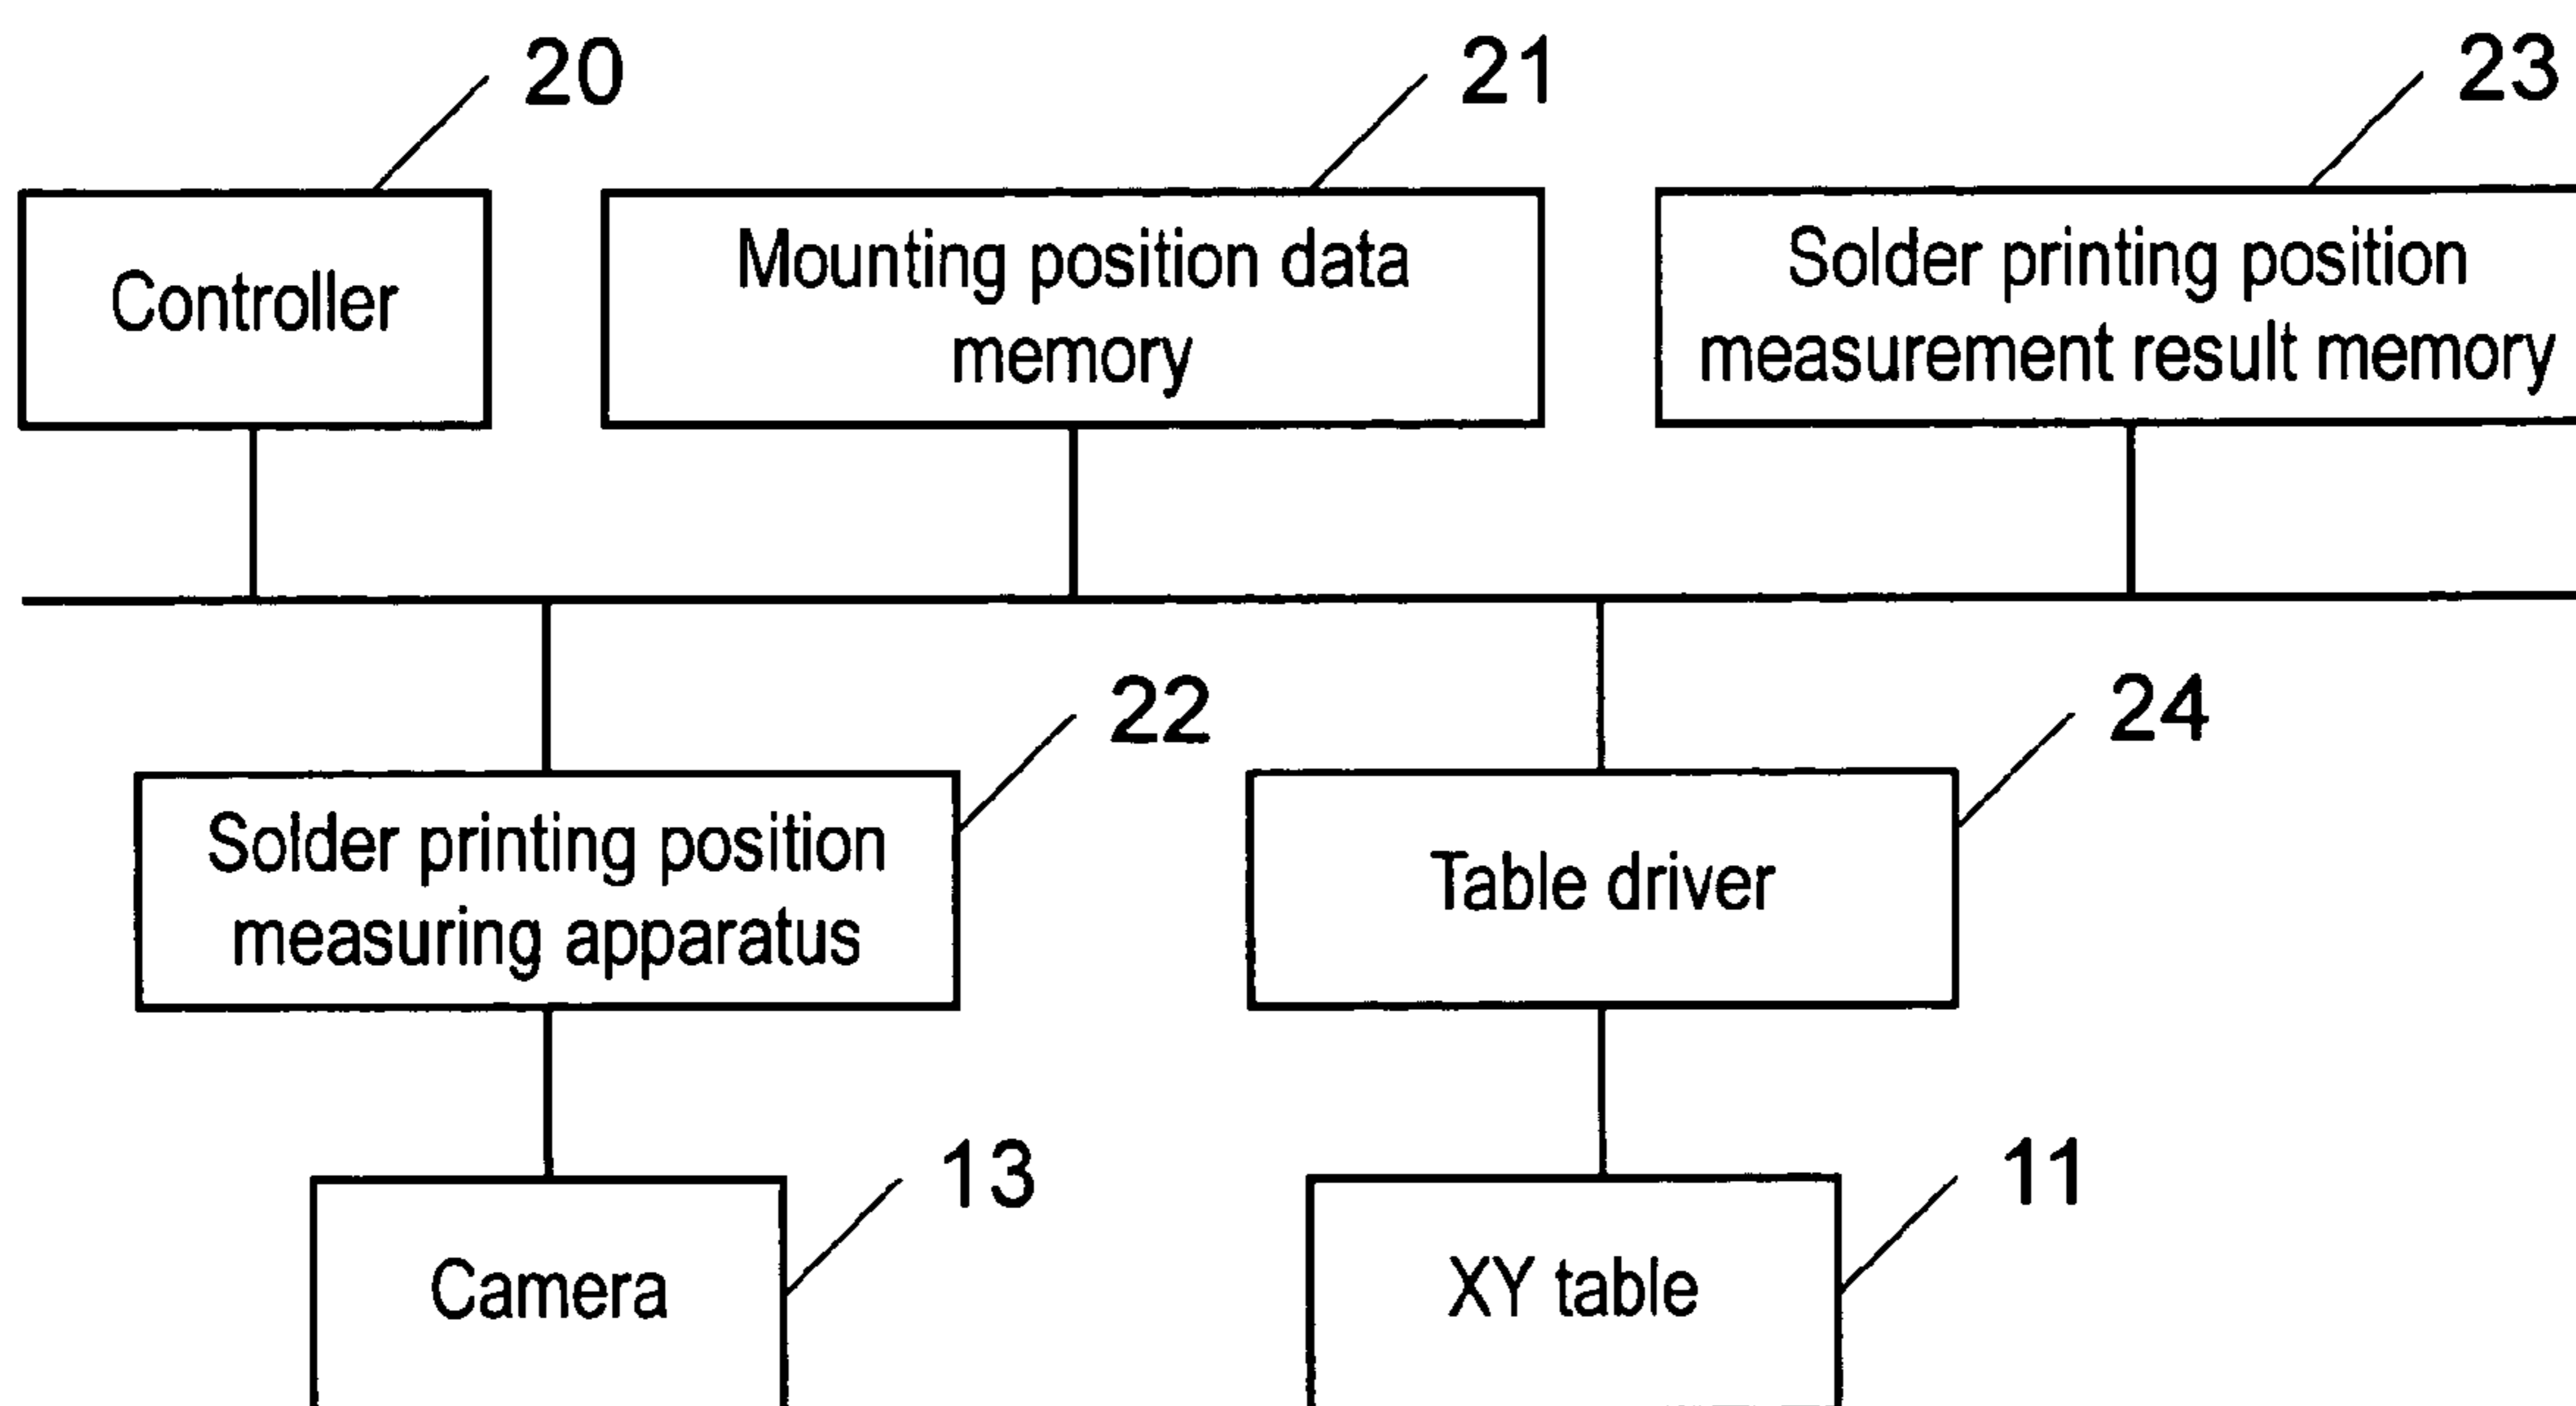 20
21
23
Controller
Mounting position data
memory
Solder printing position
measurement result memory
22
24
Solder printing position
measuring apparatus
Table driver
13
11
Camera
XY table